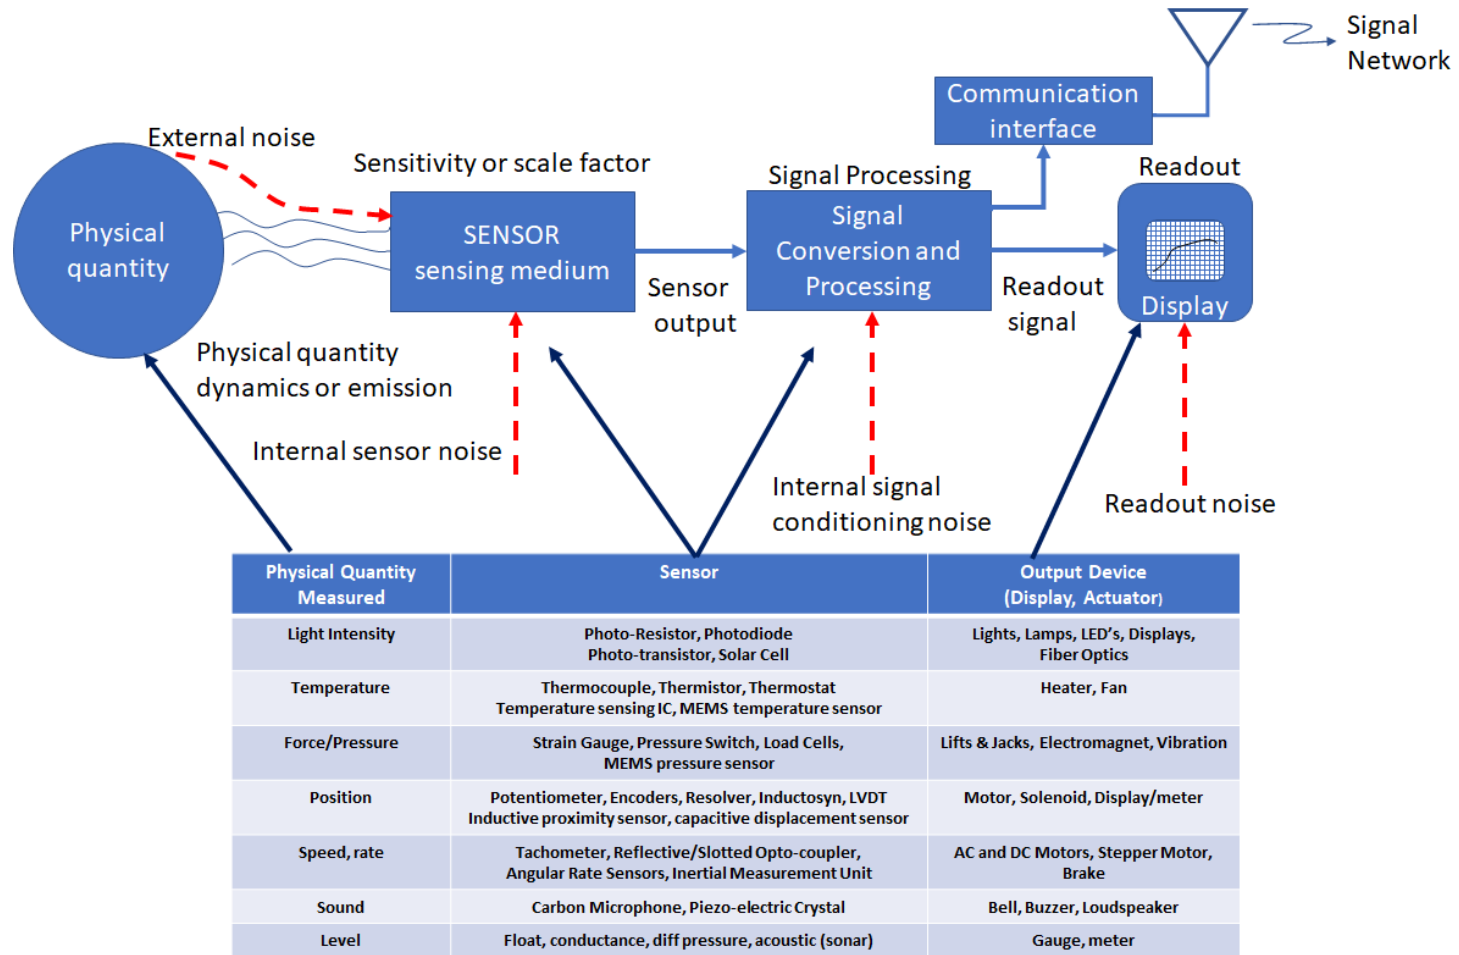 Signal
Network
Communication
interface
External noise
Sensitivity or scale factor
Signal Processing
Readout
Physical
quantity
SENSOR
sensing medium
Signal
Conversion and
Processing
Display
Sensor
output
Readout
signal
Physical quantity
dynamics or emission
Internal sensor noise
Internal signal
conditioning noise
Readout noise
Physical Quantity
Measured
Sensor
Output Device
(Display, Actuator)
Light Intensity
Photo-Resistor, Photodiode
Photo-transistor, Solar Cell
Lights, Lamps, LED's, Displays,
Fiber Optics
Temperature
Thermocouple, Thermistor, Thermostat
Temperature sensing IC, MEMS temperature sensor
Heater, Fan
Force/Pressure
Strain Gauge, Pressure Switch, Load Cells,
MEMS pressure sensor
Lifts & Jacks, Electromagnet, Vibration
Position
Potentiometer, Encoders, Resolver, Inductosyn, LVDT
Inductive proximity sensor, capacitive displacement sensor
Motor, Solenoid, Display/meter
Speed, rate
Tachometer, Reflective/Slotted Opto-coupler,
Angular Rate Sensors, Inertial Measurement Unit
AC and DC Motors, Stepper Motor,
Brake
Sound
Carbon Microphone, Piezo-electric Crystal
Bell, Buzzer, Loudspeaker
Level
Float, conductance, diff pressure, acoustic (sonar)
Gauge, meter